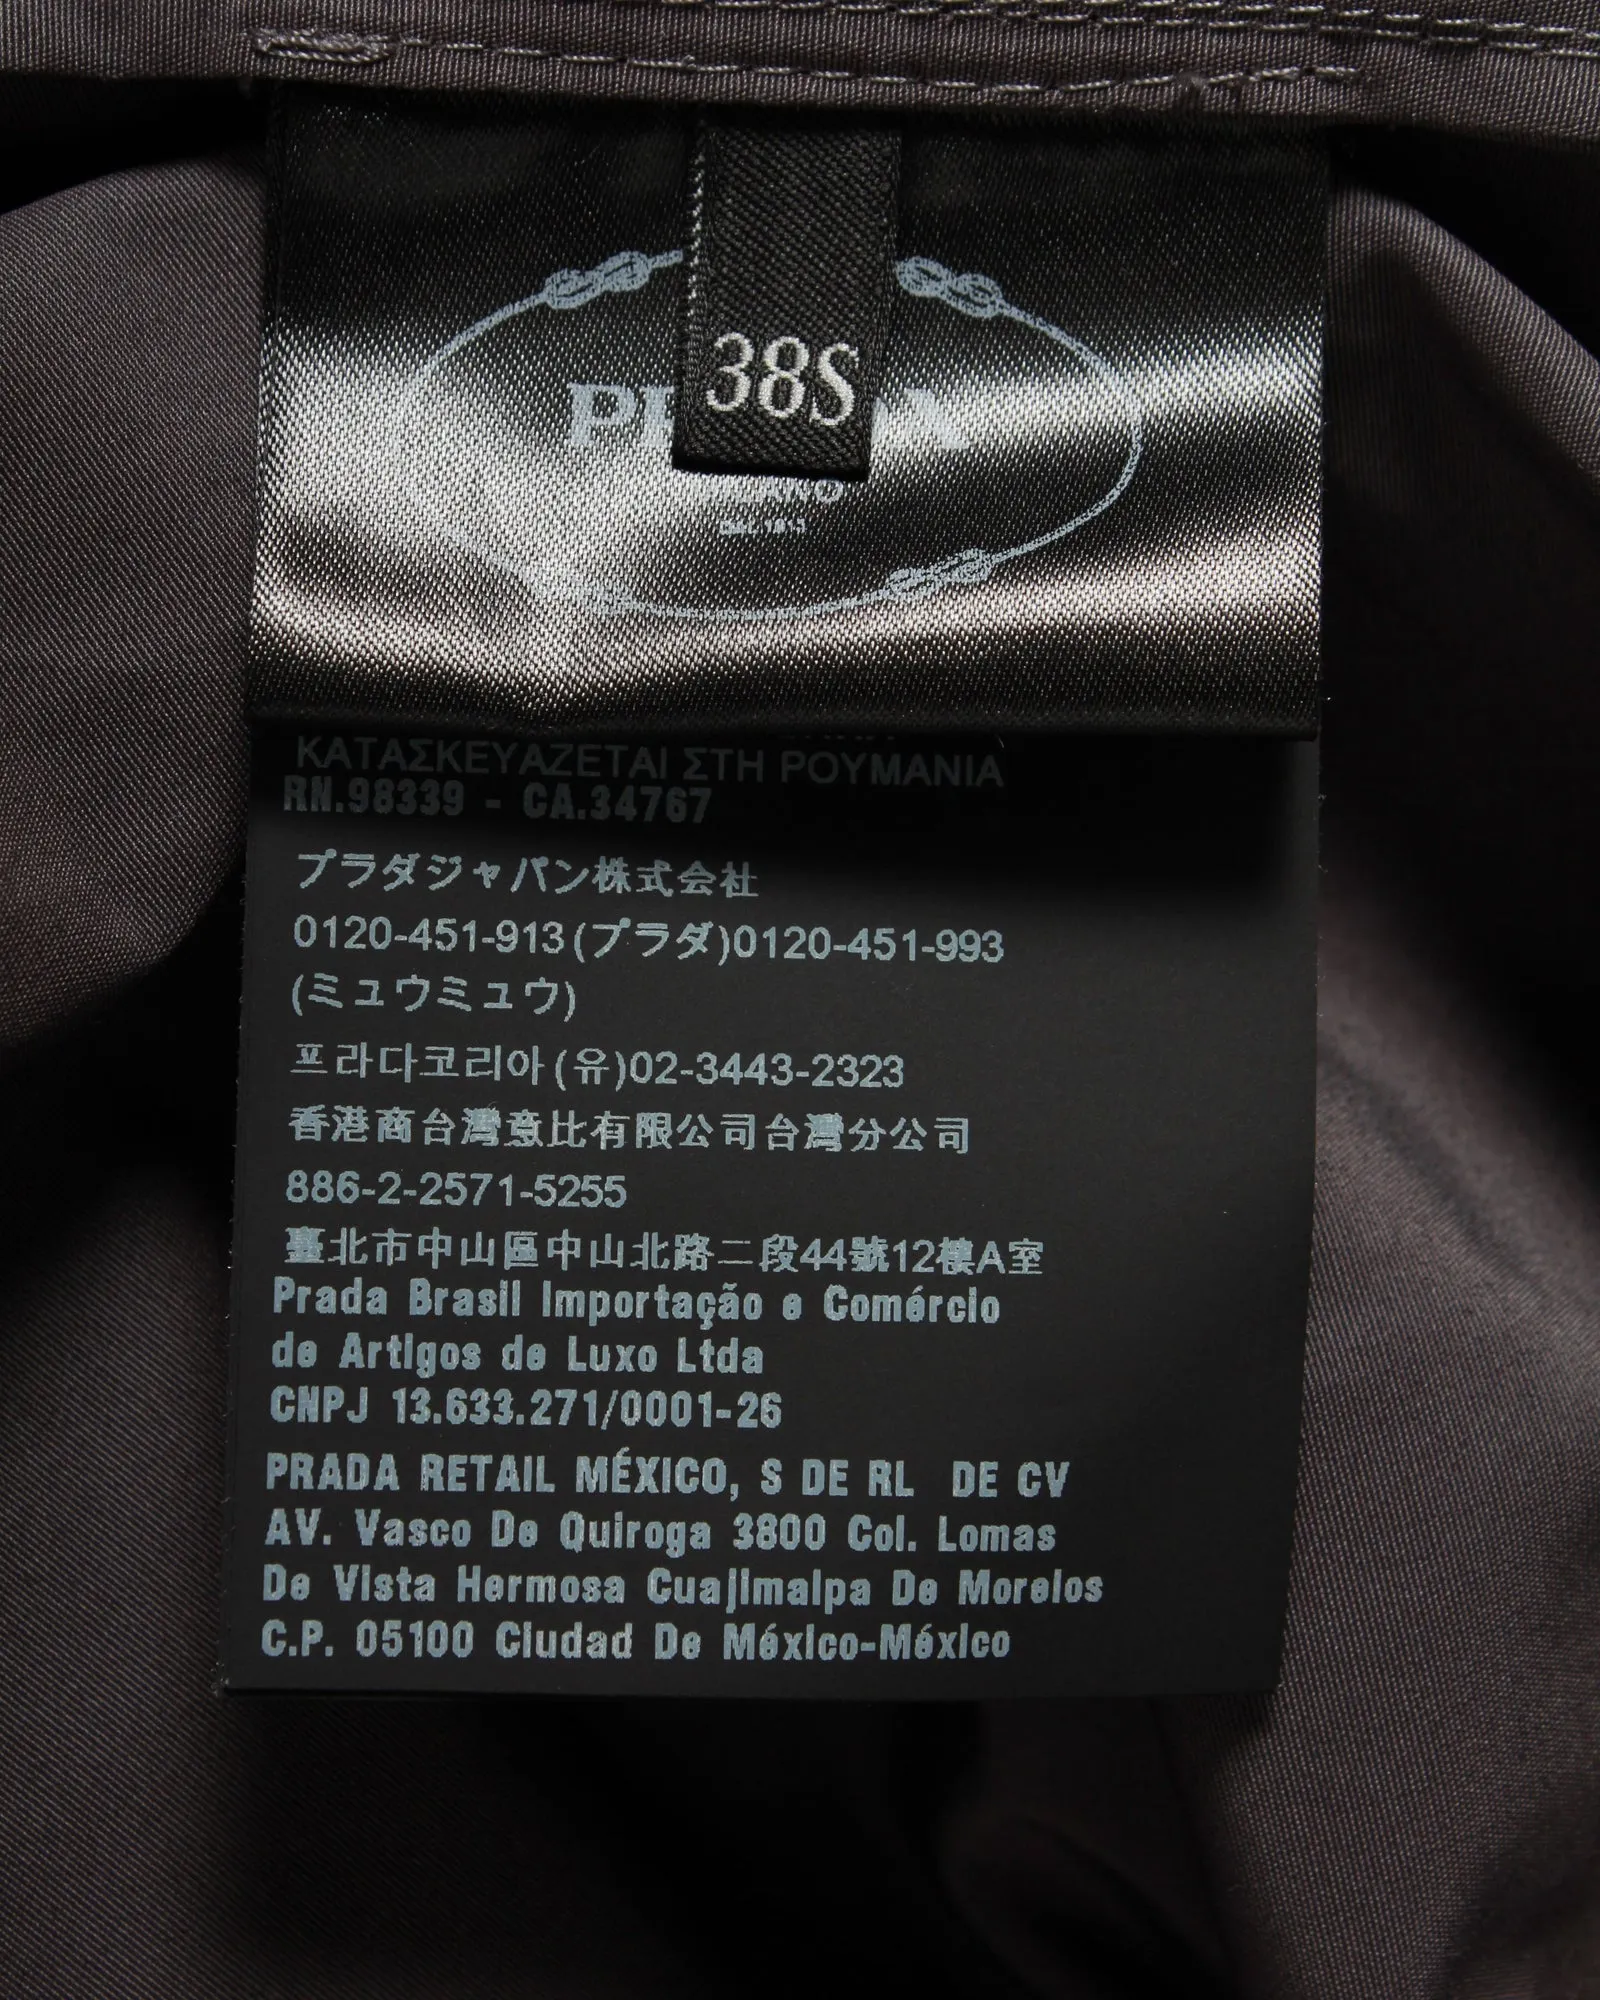 38S
MILANO
ΚΑΤΑΣΚΕΥΑΖΕΤΑΙ ΣΤΗ ΡΟΥΜΑΝΙΑ
RN.98339 - CA.34767
プラダジャパン株式会社
0120-451-913(プラダ)0120-451-993
(ミュウミュウ)
프라다코리아(유)02-3443-2323
香港商台灣意比有限公司台灣分公司
886-2-2571-5255
臺北市中山區中山北路二段44號12樓A室
Prada Brasil Importação e Comércio
de Artigos de Luxo Ltda
CNPJ 13.633.271/0001-26
PRADA RETAIL MÉXICO, S DE RL DE CV
AV. Vasco De Quiroga 3800 Col. Lomas
De Vista Hermosa Cuajimalpa De Morelos
C.P. 05100 Ciudad De México-México